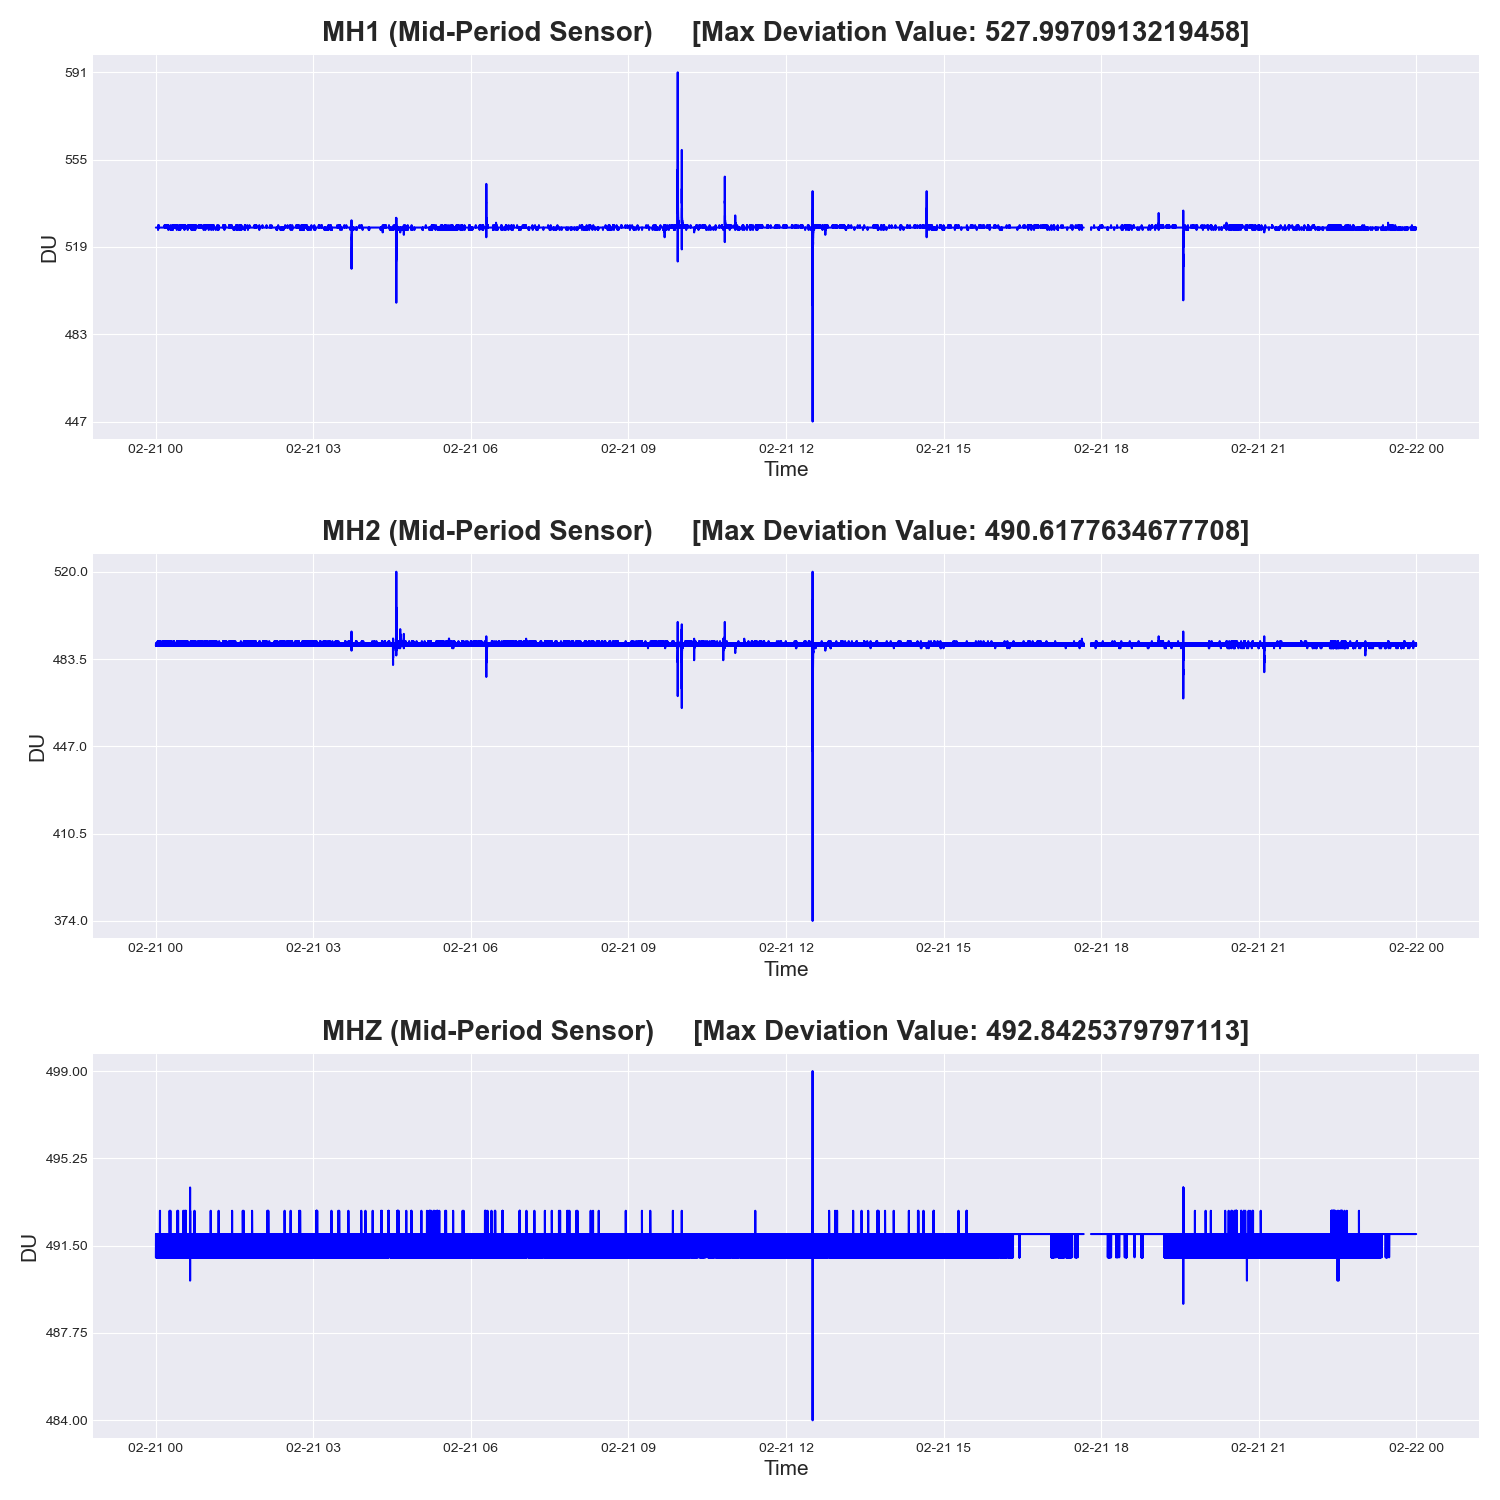 MH1 (Mid-Period Sensor) [Max Deviation Value: 527.9970913219458]
591
555
519
483
447
DU
02-21 00 02-21 03 02-21 06 02-21 09 02-21 12 02-21 15 02-21 18 02-21 21 02-22 00
Time
MH2 (Mid-Period Sensor) [Max Deviation Value: 490.6177634677708]
520.0
483.5
447.0
410.5
374.0
DU
02-21 00 02-21 03 02-21 06 02-21 09 02-21 12 02-21 15 02-21 18 02-21 21 02-22 00
Time
MHZ (Mid-Period Sensor) [Max Deviation Value: 492.8425379797113]
499.00
495.25
491.50
487.75
484.00
DU
02-21 00 02-21 03 02-21 06 02-21 09 02-21 12 02-21 15 02-21 18 02-21 21 02-22 00
Time